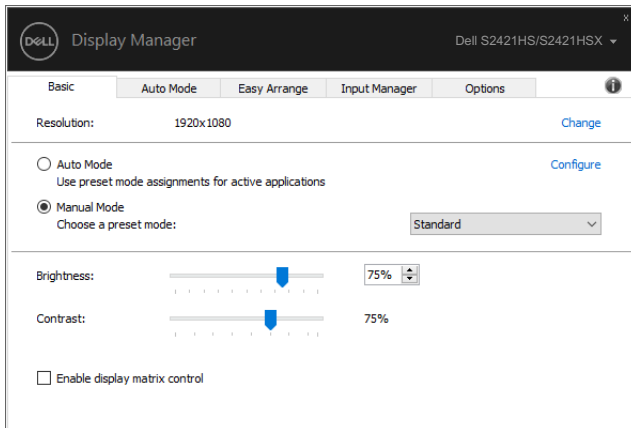 x
DELL Display Manager Dell S2421HS/S2421HSX
Basic Auto Mode Easy Arrange Input Manager Options i
Resolution: 1920x1080 Change
Auto Mode Configure
Use preset mode assignments for active applications
Manual Mode
Choose a preset mode: Standard
Brightness: 75%
Contrast: 75%
Enable display matrix control